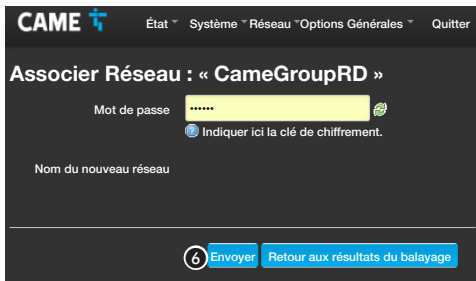 CAME État Système Réseau Options Générales Quitter
Associer Réseau : « CameGroupRD »
Mot de passe ••••••
Indiquer ici la clé de chiffrement.
Nom du nouveau réseau
6 Envoyer Retour aux résultats du balayage